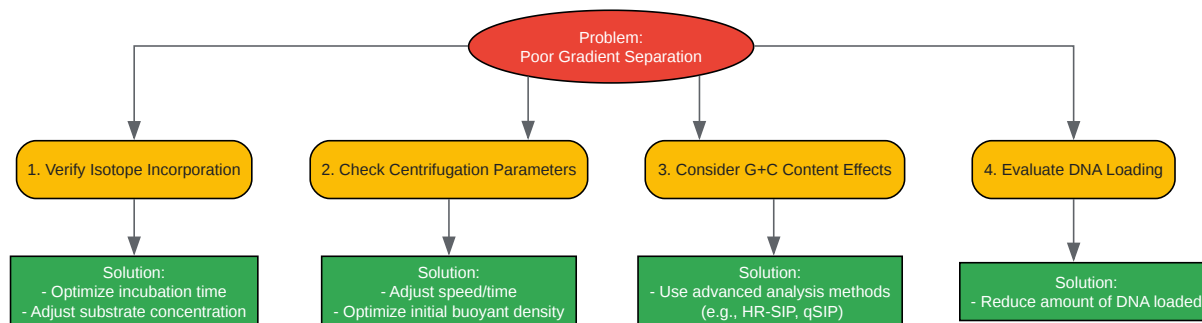 Problem:
Poor Gradient Separation
1. Verify Isotope Incorporation
2. Check Centrifugation Parameters
3. Consider G+C Content Effects
4. Evaluate DNA Loading
Solution:
- Optimize incubation time
- Adjust substrate concentration
Solution:
- Adjust speed/time
- Optimize initial buoyant density
Solution:
- Use advanced analysis methods
(e.g., HR-SIP, qSIP)
Solution:
- Reduce amount of DNA loaded